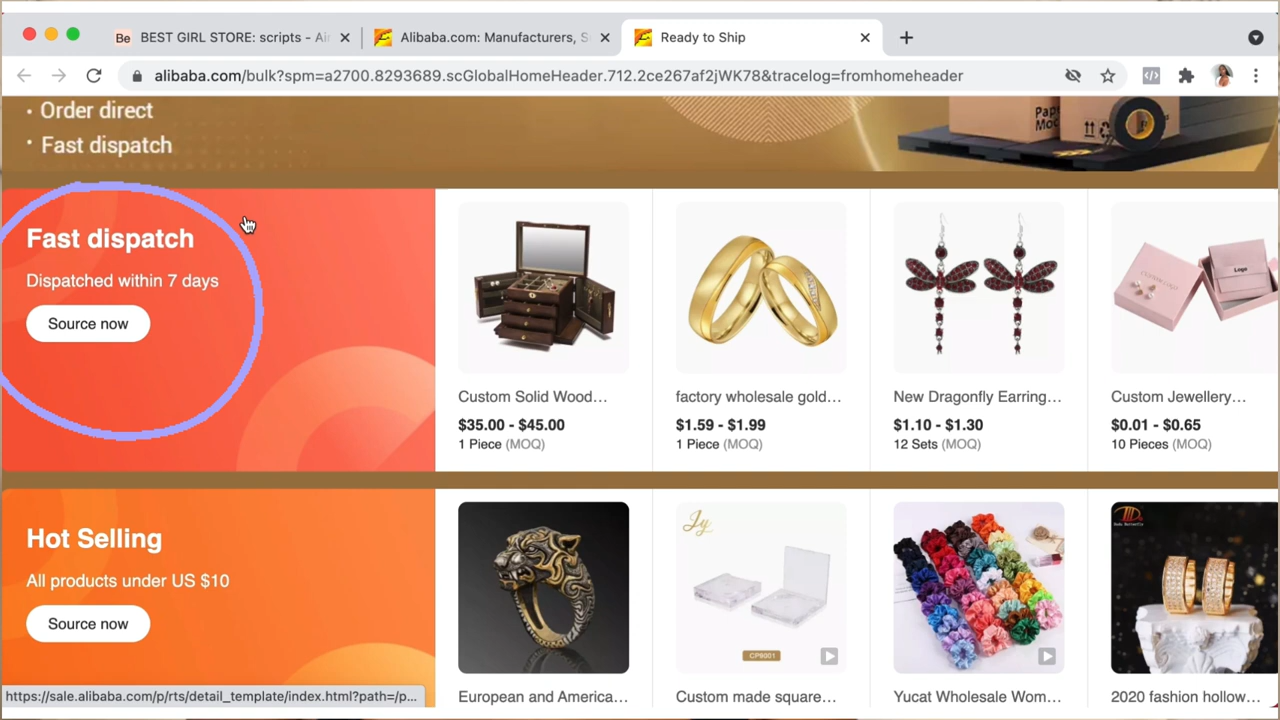 Be BEST GIRL STORE: scripts - Air
Alibaba.com: Manufacturers, S
Ready to Ship
alibaba.com/bulk?spm=a2700.8293689.scGlobalHomeHeader.712.2ce267af2jWK78&tracelog=fromhomeheader
• Order direct
• Fast dispatch
Fast dispatch
Dispatched within 7 days
Source now
Logo
Custom Solid Wood…
$35.00 - $45.00
1 Piece (MOQ)
factory wholesale gold…
$1.59 - $1.99
1 Piece (MOQ)
New Dragonfly Earring…
$1.10 - $1.30
12 Sets (MOQ)
Custom Jewellery…
$0.01 - $0.65
10 Pieces (MOQ)
Hot Selling
All products under US $10
Source now
Jy
CP8001
European and America…
Custom made square…
Yucat Wholesale Wom…
2020 fashion hollow…
https://sale.alibaba.com/p/rts/detail_template/index.html?path=/p...